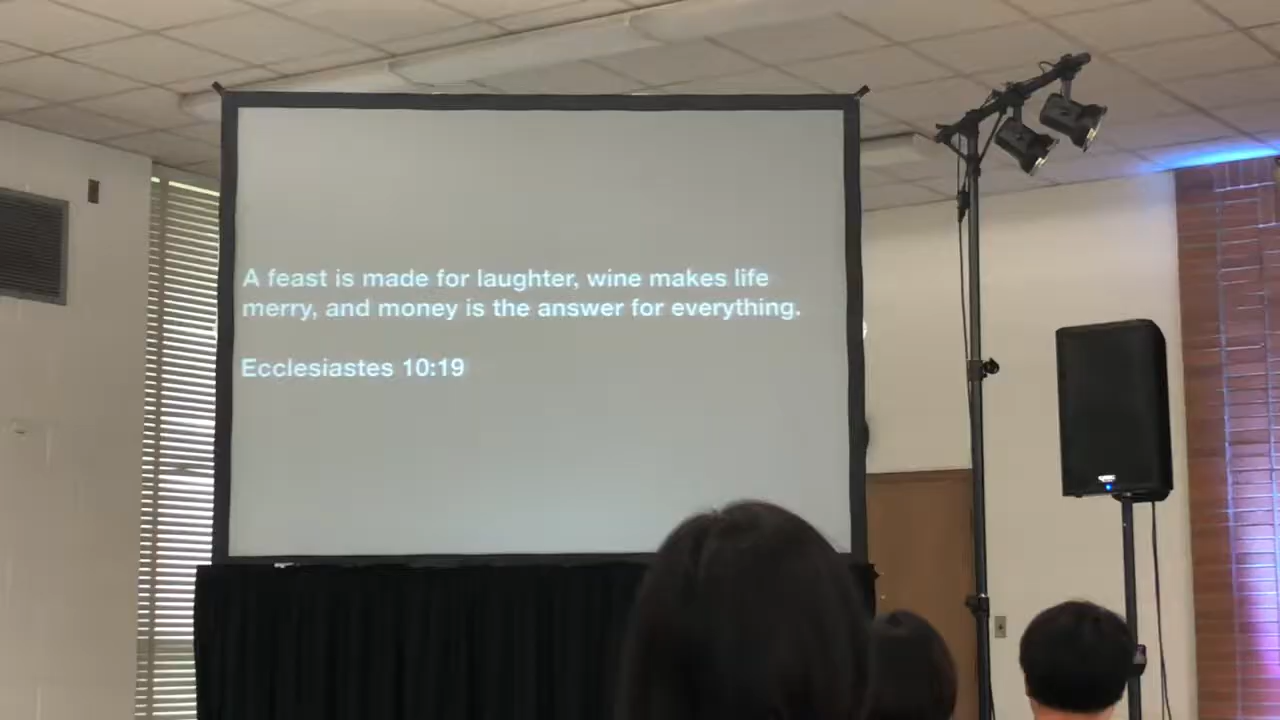 A feast is made for laughter, wine makes life
merry, and money is the answer for everything.
Ecclesiastes 10:19